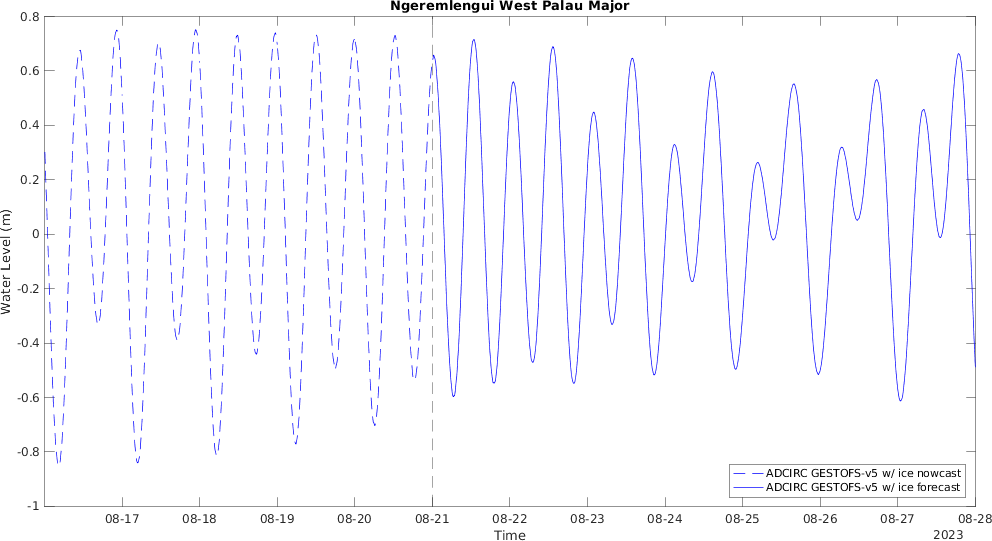 Ngeremlengui West Palau Major
0.8
0.6
0.4
0.2
0
-0.2
-0.4
-0.6
-0.8
-1
Water Level (m)
ADCIRC GESTOFS-v5 w/ ice nowcast
ADCIRC GESTOFS-v5 w/ ice forecast
08-17 08-18 08-19 08-20 08-21 08-22 08-23 08-24 08-25 08-26 08-27 08-28
Time
2023